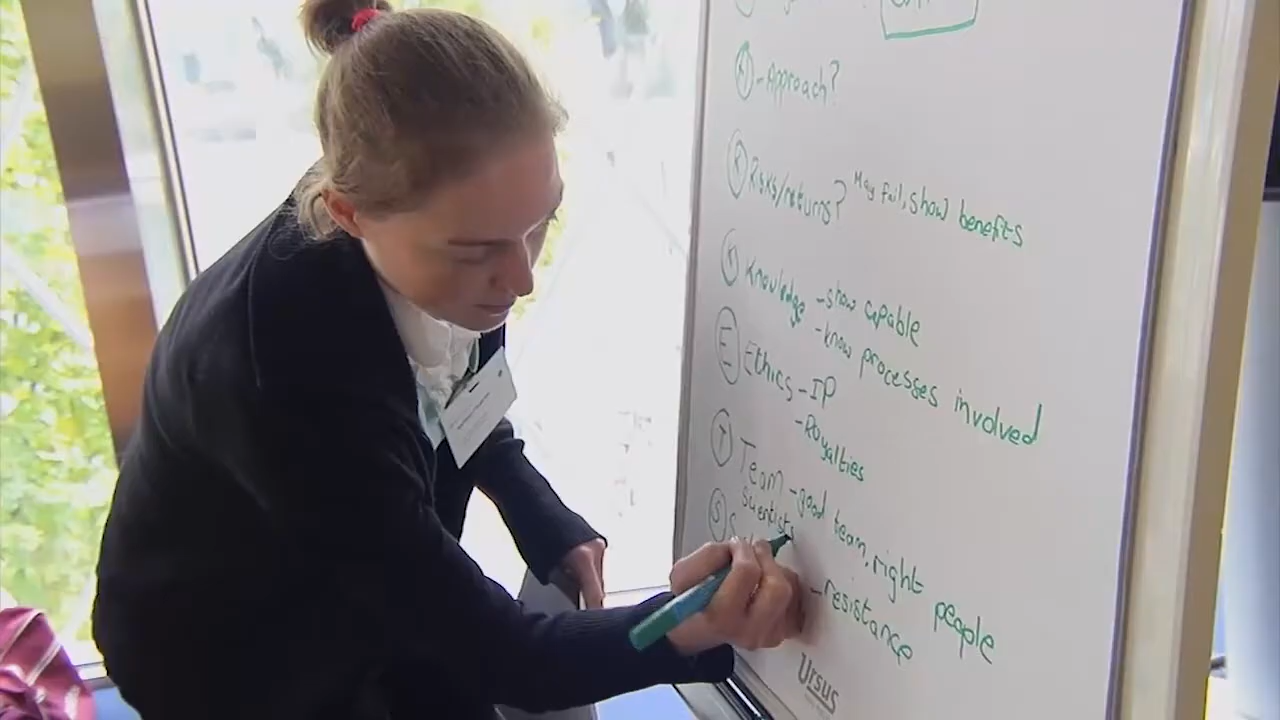 A - Approach?
R Risks/returns? May fail, show benefits
K Knowledge - show capable
- know processes involved
E Ethics - IP
- Royalties
T Team - good team, right people
Scientists
S
- resistance
Ursus